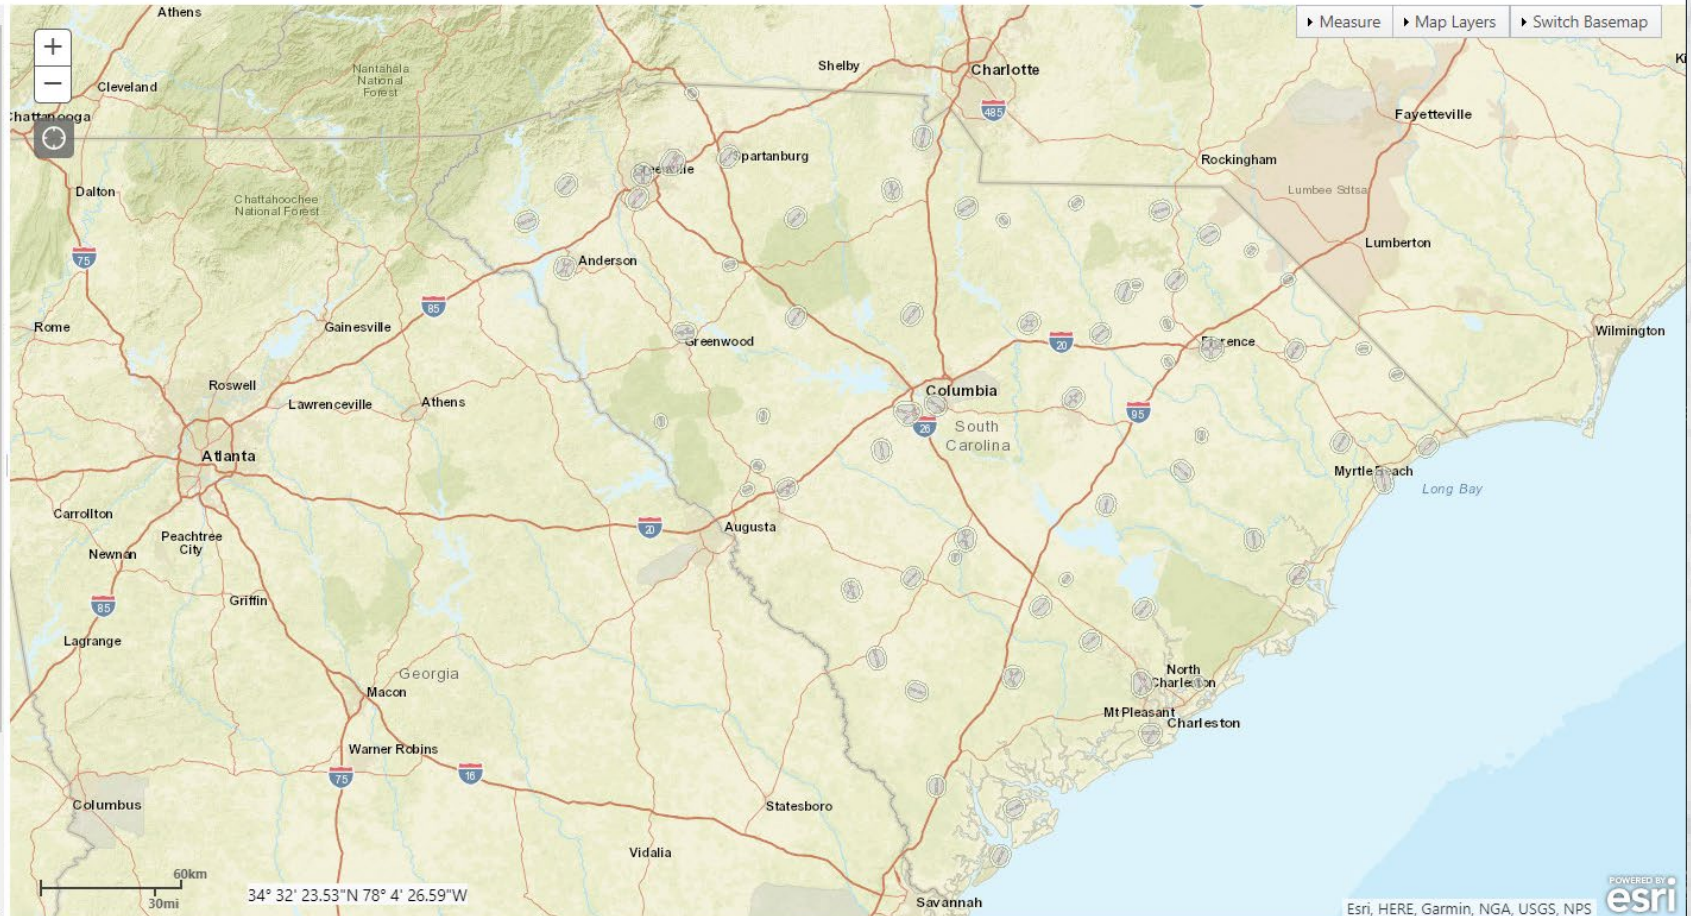 Athens
Measure
Map Layers
Switch Basemap
+
−
Shelby
Charlotte
Nantahala
National
Forest
Cleveland
485
Fayetteville
Chattanooga
Spartanburg
Rockingham
Dalton
Lumbee Sdtsa
Chattahoochee
National Forest
Lumberton
75
Anderson
85
Rome
Gainesville
Greenwood
20
Florence
Wilmington
Roswell
Columbia
Lawrenceville
Athens
95
26
South
Carolina
Atlanta
Myrtle Beach
Long Bay
Carrollton
20
Augusta
Peachtree
City
Newnan
85
Griffin
Lagrange
Georgia
North
Charleston
Macon
Mt Pleasant
Charleston
Warner Robins
75
16
Columbus
Statesboro
Vidalia
60km
30mi
34° 32' 23.53"N 78° 4' 26.59"W
Savannah
POWERED BY
esri
Esri, HERE, Garmin, NGA, USGS, NPS